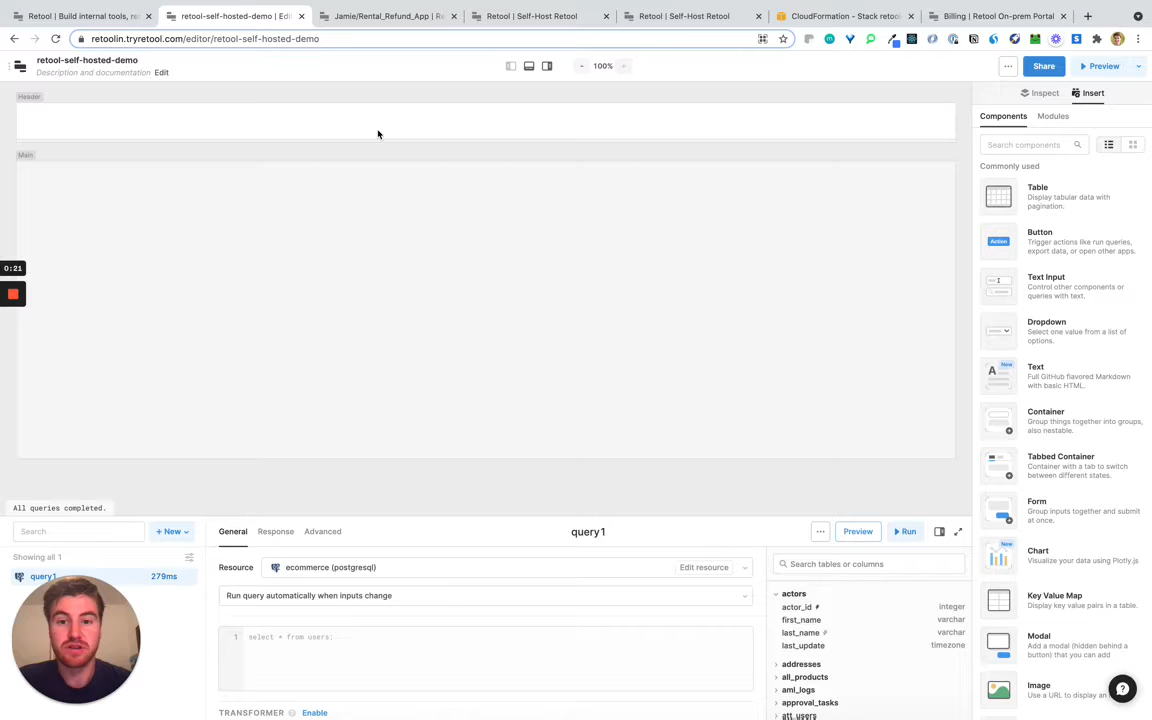 Retool | Build internal tools, re
retool-self-hosted-demo | Edit
Jamie/Rental_Refund_App | Re
Retool | Self-Host Retool
Retool | Self-Host Retool
CloudFormation - Stack retoo
Billing | Retool On-prem Portal
retoolin.tryretool.com/editor/retool-self-hosted-demo
retool-self-hosted-demo
Description and documentation Edit
- 100% +
Share
Preview
Header
Main
0:21
Inspect
Insert
Components
Modules
Search components
Commonly used
Table
Display tabular data with
pagination.
Action
Button
Trigger actions like run queries,
export data, or open other apps.
Text Input
Control other components or
queries with text.
Dropdown
Select one value from a list of
options.
New
Text
Full GitHub flavored Markdown
with basic HTML.
Container
Group things together into groups,
also nestable.
Tabbed Container
Container with a tab to switch
between different states.
Form
Group inputs together and submit
at once.
New
Chart
Visualize your data using Plotly.js
Key Value Map
Display key value pairs in a table.
Modal
Add a modal (hidden behind a
button) that you can add
Image
Use a URL to display an
All queries completed.
Search
+ New
Showing all 1
query1
279ms
General
Response
Advanced
query1
Preview
Run
Resource
ecommerce (postgresql)
Edit resource
Run query automatically when inputs change
1
select * from users;
TRANSFORMER
Enable
Search tables or columns
actors
actor_id integer
first_name varchar
last_name varchar
last_update timezone
addresses
all_products
aml_logs
approval_tasks
att_users